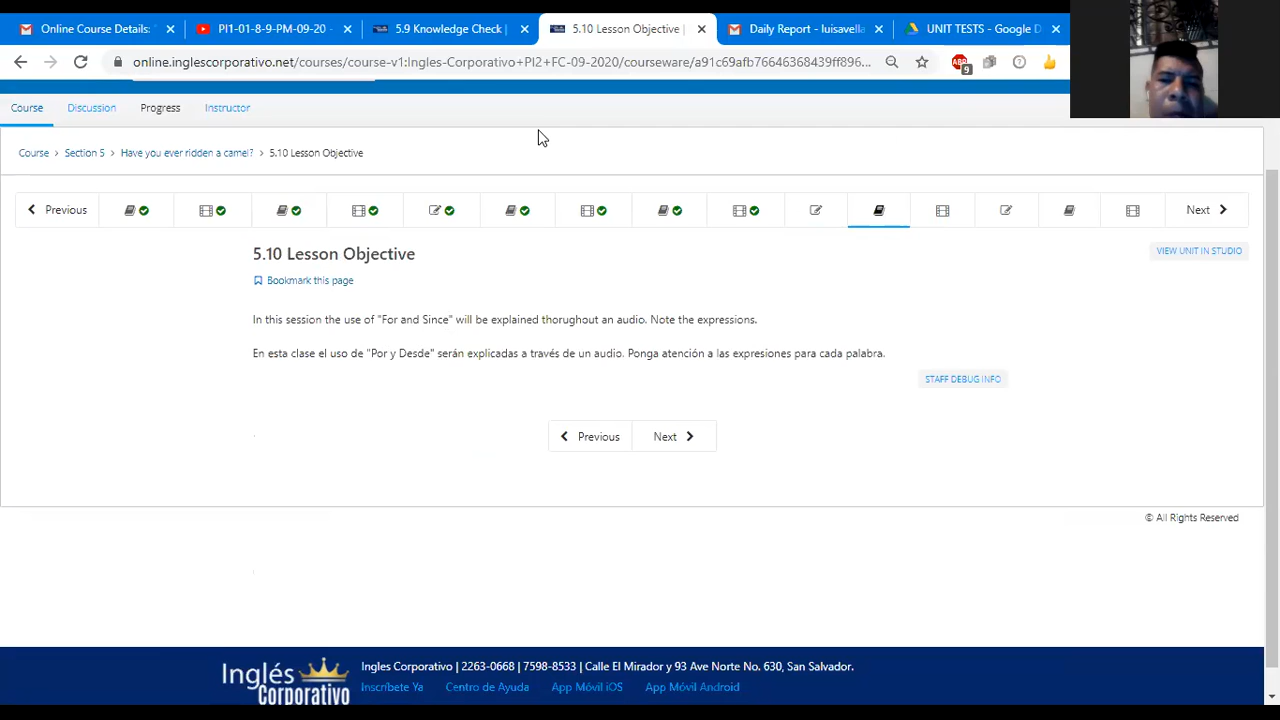 Online Course Details:
PI1-01-8-9-PM-09-20 -
5.9 Knowledge Check |
5.10 Lesson Objective |
Daily Report - luisavella
UNIT TESTS - Google D
online.inglescorporativo.net/courses/course-v1:Ingles-Corporativo+PI2+FC-09-2020/courseware/a91c69afb76646368439ff896...
ABP
9
Course
Discussion
Progress
Instructor
Course > Section 5 > Have you ever ridden a camel? > 5.10 Lesson Objective
Previous
Next
5.10 Lesson Objective
VIEW UNIT IN STUDIO
Bookmark this page
In this session the use of "For and Since" will be explained thorughout an audio. Note the expressions.
En esta clase el uso de "Por y Desde" serán explicadas a través de un audio. Ponga atención a las expresiones para cada palabra.
STAFF DEBUG INFO
Previous
Next
© All Rights Reserved
Inglés
Corporativo
Ingles Corporativo | 2263-0668 | 7598-8533 | Calle El Mirador y 93 Ave Norte No. 630, San Salvador.
Inscríbete Ya
Centro de Ayuda
App Móvil iOS
App Móvil Android